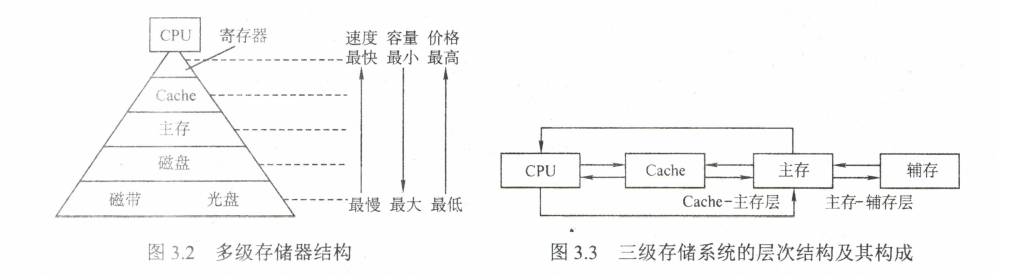 CPU
寄存器
速度 容量 价格
最快 最小 最高
Cache
主存
磁盘
磁带 光盘
最慢 最大 最低
图 3.2 多级存储器结构
CPU
Cache
主存
辅存
Cache-主存层
主存-辅存层
图 3.3 三级存储系统的层次结构及其构成